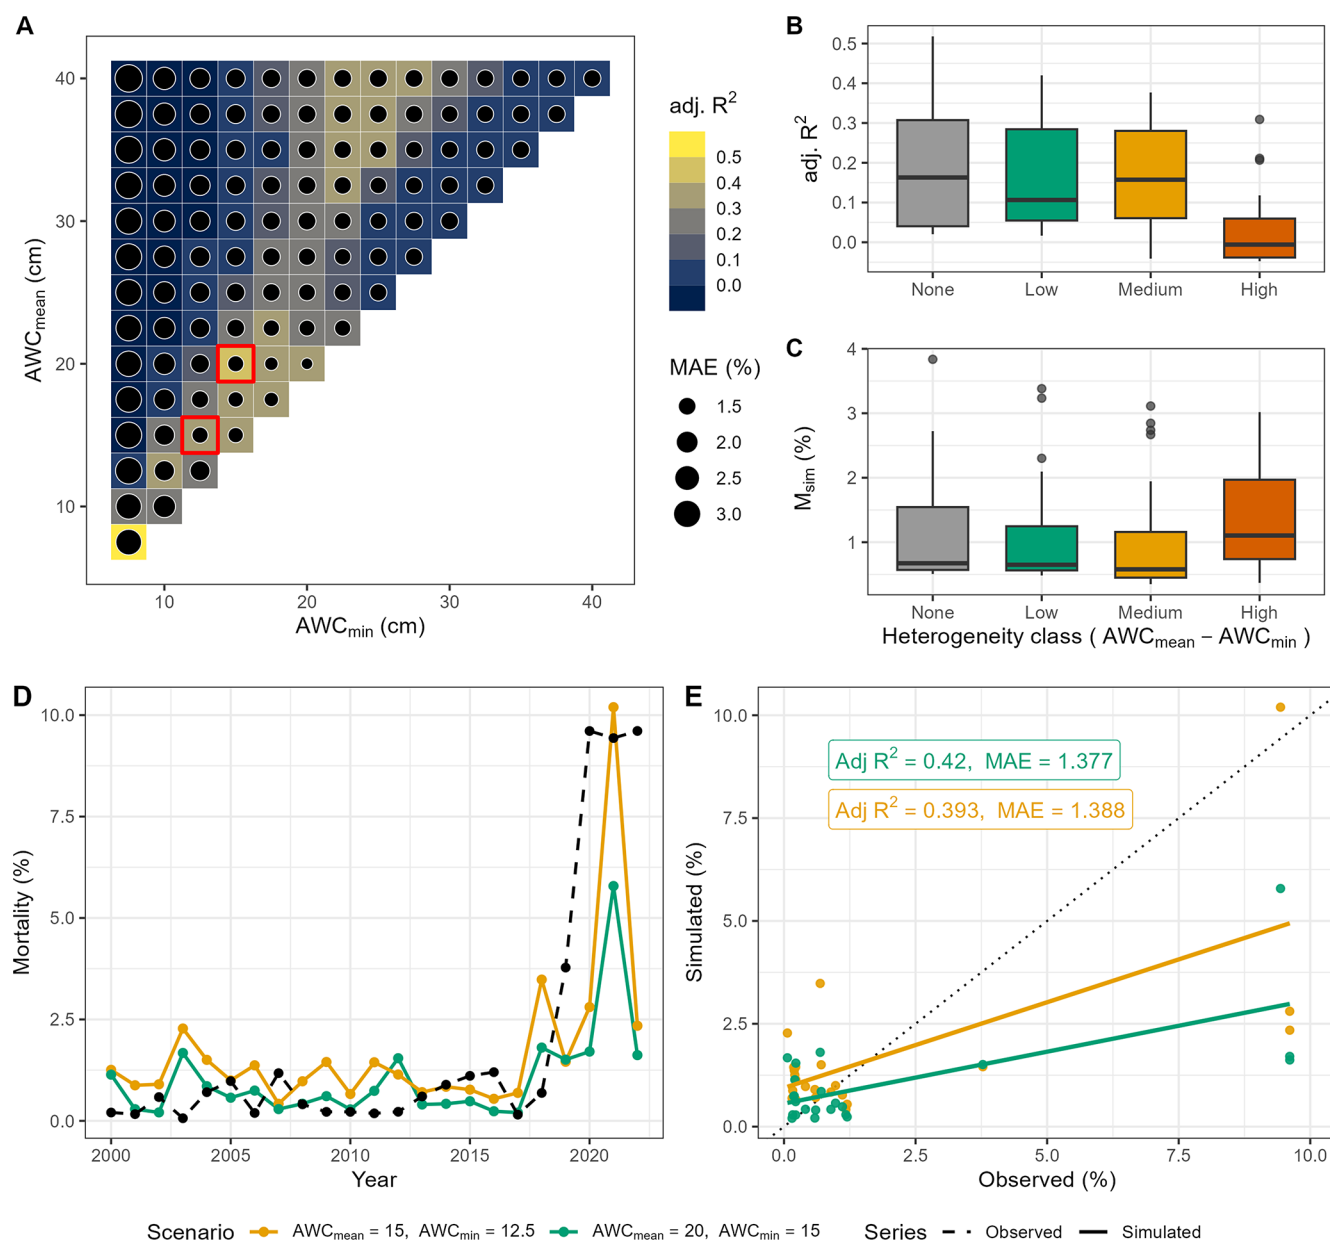 A
40
30
20
10
AWCmean (cm)
10 20 30 40
AWCmin (cm)
adj. R²
0.5
0.4
0.3
0.2
0.1
0.0
MAE (%)
1.5
2.0
2.5
3.0
B
0.5
0.4
0.3
0.2
0.1
0.0
adj. R²
None Low Medium High
C
4
3
2
1
Msim (%)
None Low Medium High
Heterogeneity class ( AWCmean − AWCmin )
D
10.0
7.5
5.0
2.5
0.0
Mortality (%)
2000 2005 2010 2015 2020
Year
E
10.0
7.5
5.0
2.5
0.0
Simulated (%)
Adj R² = 0.42, MAE = 1.377
Adj R² = 0.393, MAE = 1.388
0.0 2.5 5.0 7.5 10.0
Observed (%)
Scenario AWCmean = 15, AWCmin = 12.5 AWCmean = 20, AWCmin = 15 Series Observed Simulated